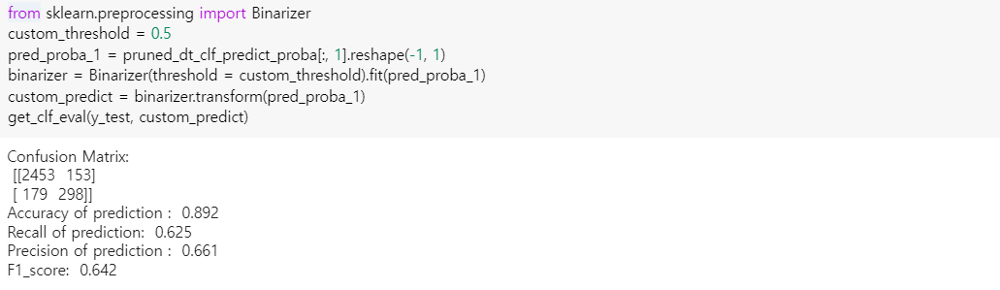 from sklearn.preprocessing import Binarizer
custom_threshold = 0.5
pred_proba_1 = pruned_dt_clf_predict_proba[:, 1].reshape(-1, 1)
binarizer = Binarizer(threshold = custom_threshold).fit(pred_proba_1)
custom_predict = binarizer.transform(pred_proba_1)
get_clf_eval(y_test, custom_predict)
Confusion Matrix:
[[2453 153]
[ 179 298]]
Accuracy of prediction : 0.892
Recall of prediction: 0.625
Precision of prediction : 0.661
F1_score: 0.642